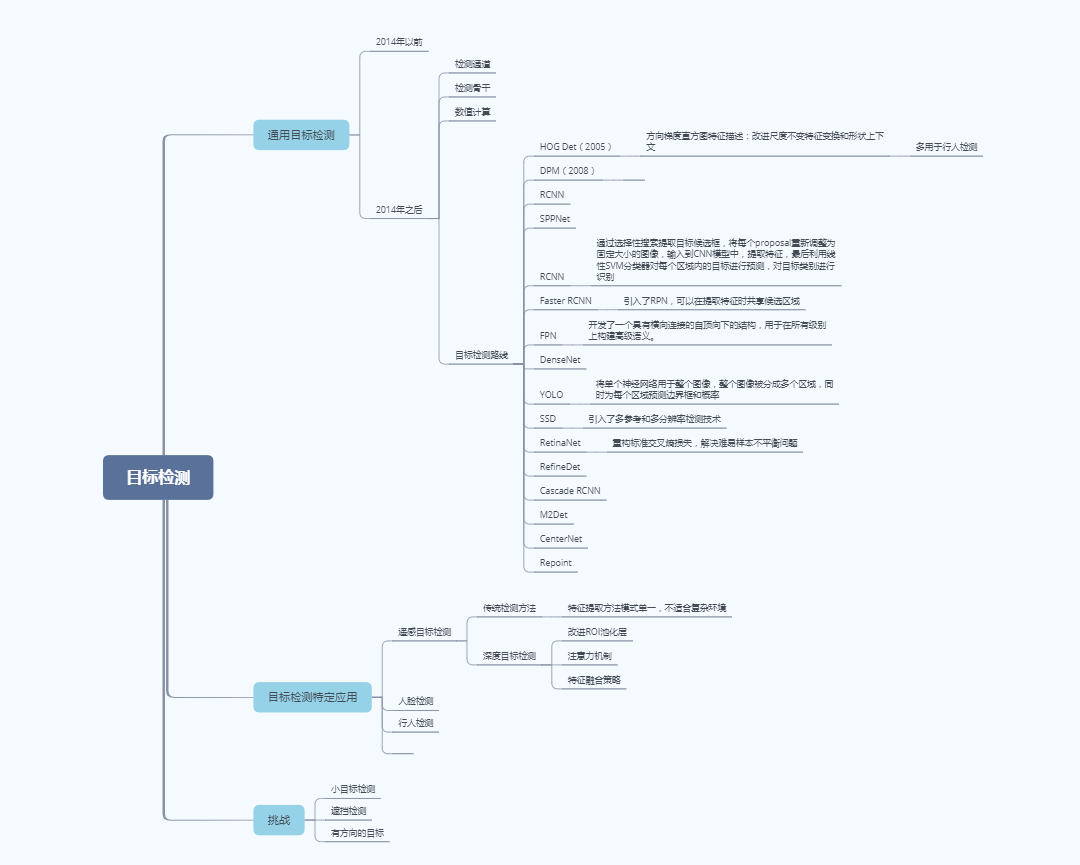 目标检测
通用目标检测
2014年以前
2014年之后
检测通道
检测骨干
数值计算
目标检测路线
HOG Det（2005）
方向梯度直方图特征描述：改进尺度不变特征变换和形状上下
文
多用于行人检测
DPM（2008）
RCNN
SPPNet
RCNN
通过选择性搜索提取目标候选框，将每个proposal重新调整为
固定大小的图像，输入到CNN模型中，提取特征，最后利用线
性SVM分类器对每个区域内的目标进行预测，对目标类别进行
识别
Faster RCNN
引入了RPN，可以在提取特征时共享候选区域
FPN
开发了一个具有横向连接的自顶向下的结构，用于在所有级别
上构建高级语义。
DenseNet
YOLO
将单个神经网络用于整个图像，整个图像被分成多个区域，同
时为每个区域预测边界框和概率
SSD
引入了多参考和多分辨率检测技术
RetinaNet
重构标准交叉熵损失，解决难易样本不平衡问题
RefineDet
Cascade RCNN
M2Det
CenterNet
Repoint
目标检测特定应用
遥感目标检测
传统检测方法
特征提取方法模式单一，不适合复杂环境
深度目标检测
改进ROI池化层
注意力机制
特征融合策略
人脸检测
行人检测
挑战
小目标检测
遮挡检测
有方向的目标